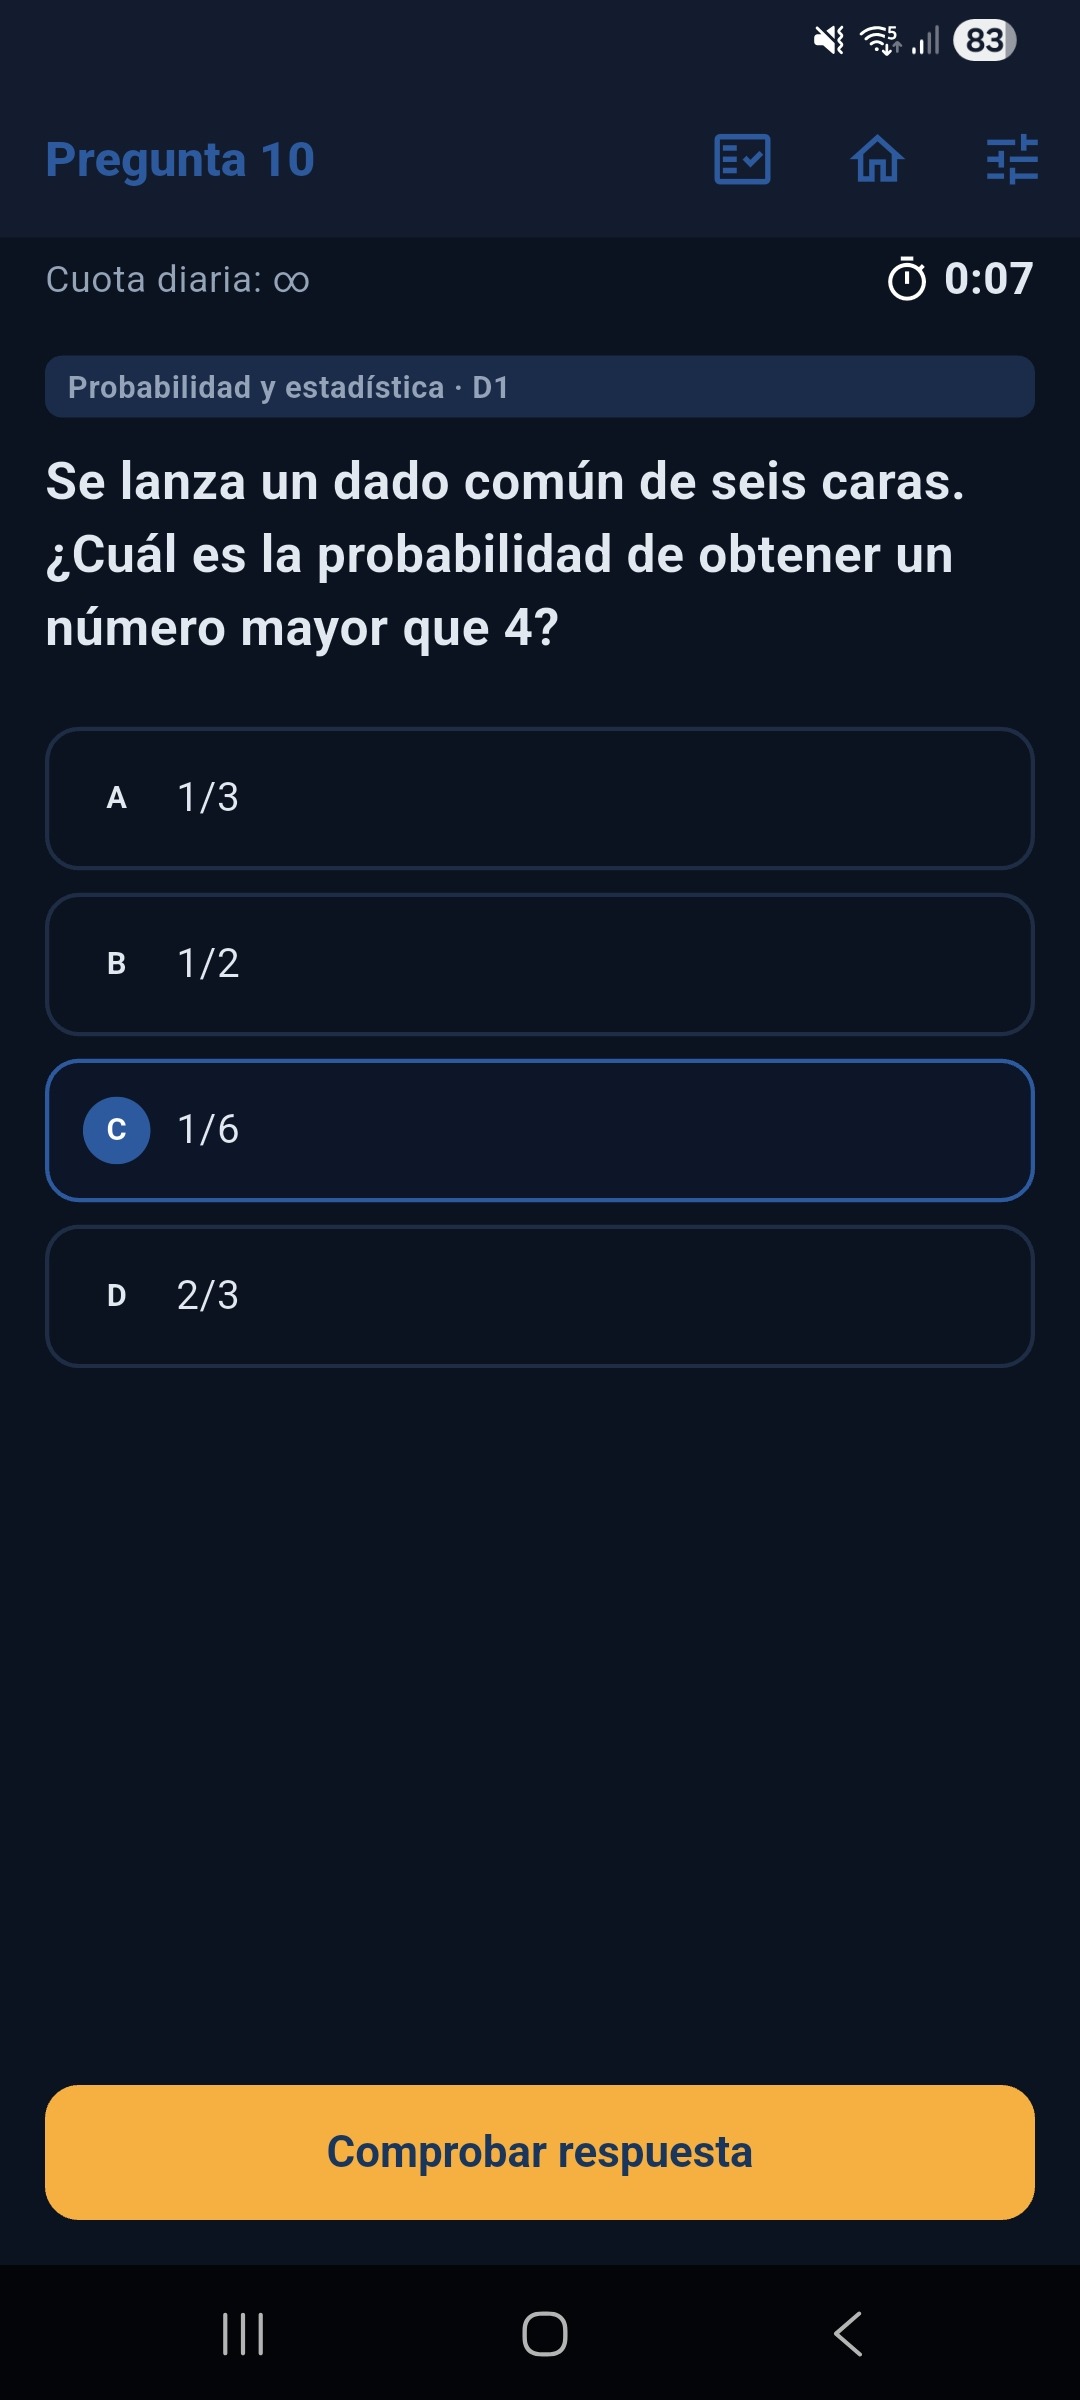 5
83
Pregunta 10
Cuota diaria: ∞
0:07
Probabilidad y estadística · D1
Se lanza un dado común de seis caras.
¿Cuál es la probabilidad de obtener un
número mayor que 4?
A 1/3
B 1/2
C 1/6
D 2/3
Comprobar respuesta